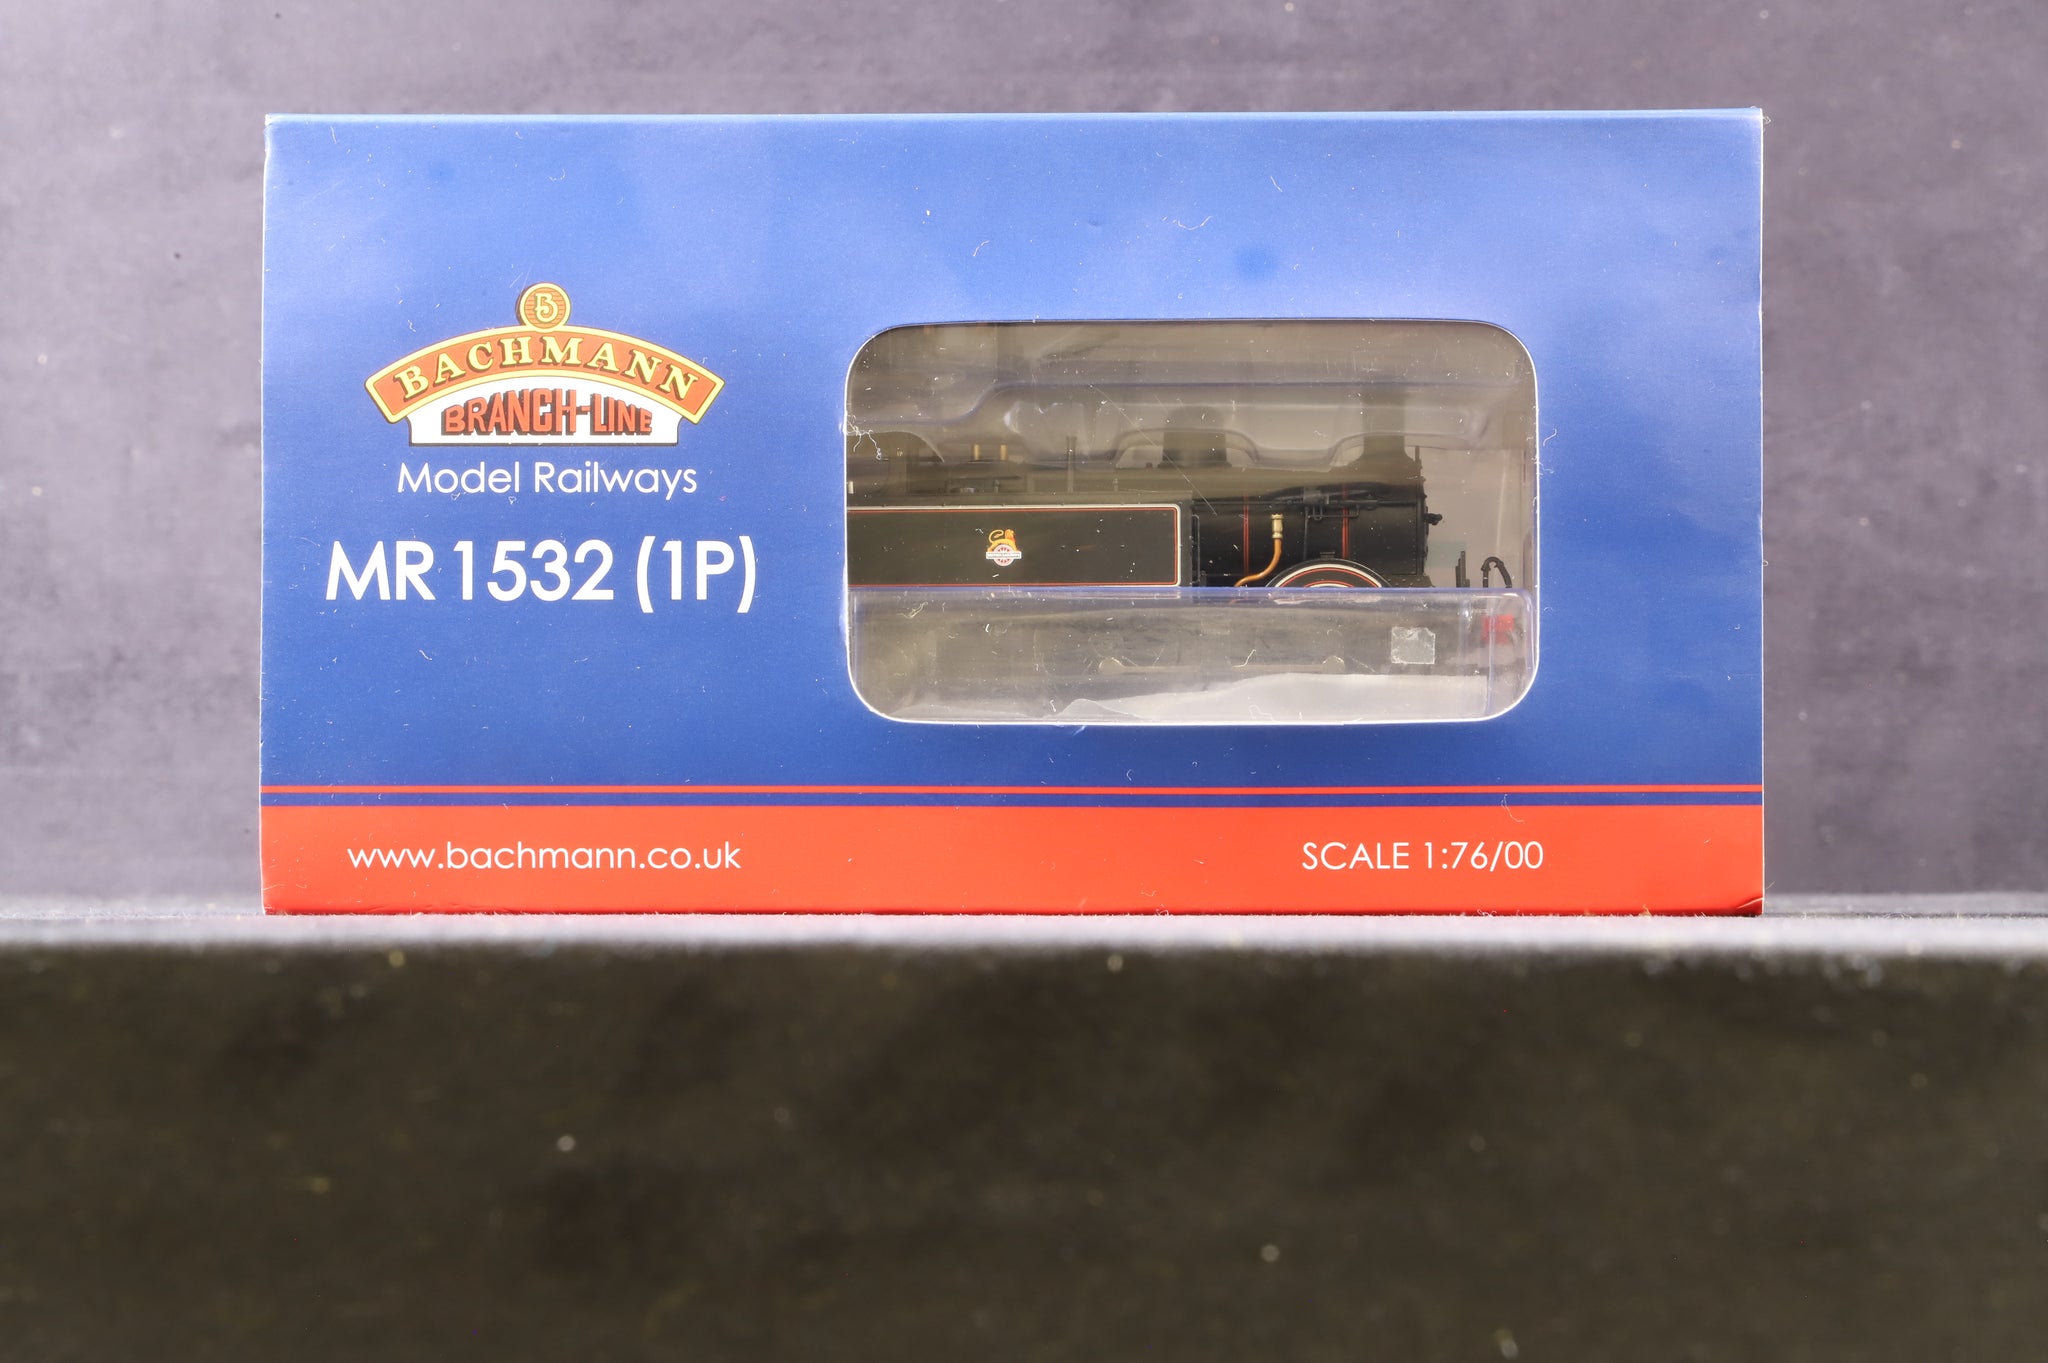 B
BACHMANN
BRANCH-LINE
Model Railways
MR 1532 (1P)
www.bachmann.co.uk
SCALE 1:76/00